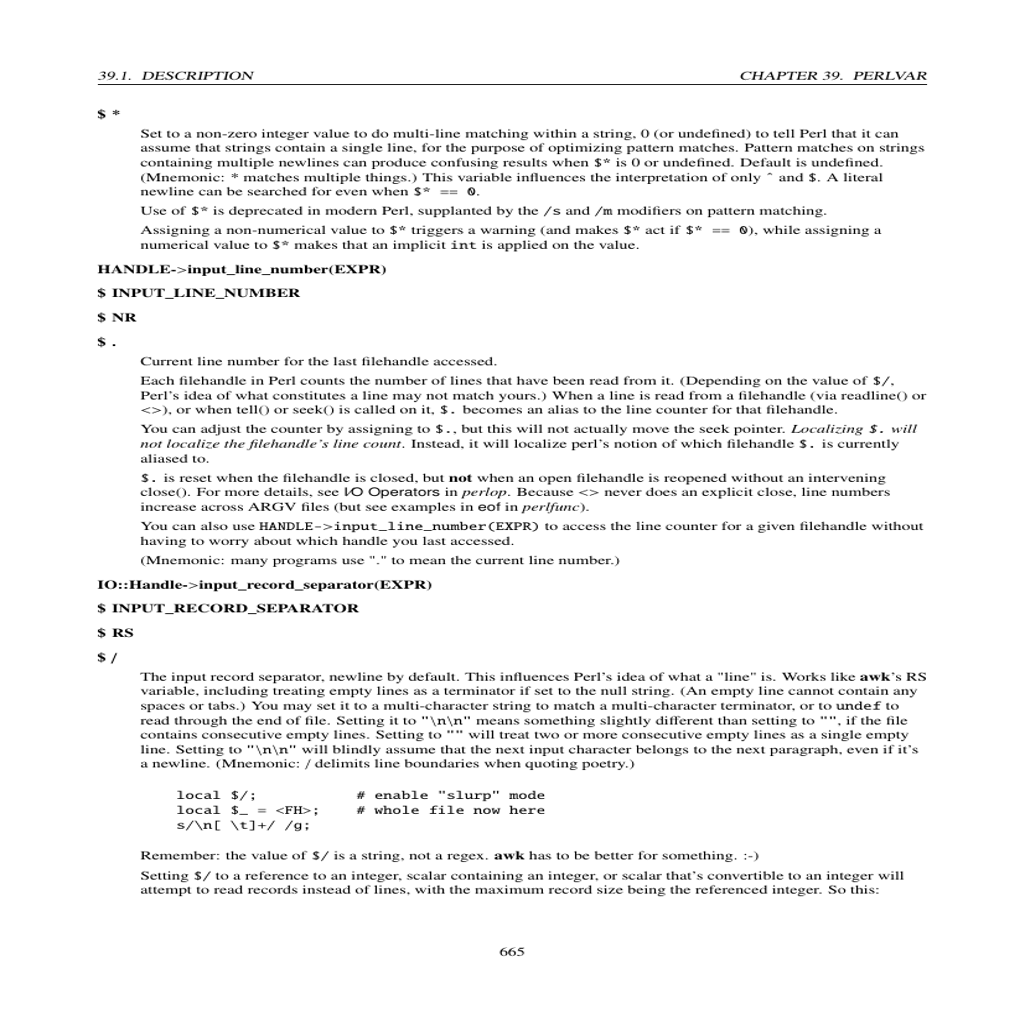 39.1. DESCRIPTION CHAPTER 39. PERLVAR
$ *
Set to a non-zero integer value to do multi-line matching within a string, 0 (or undefined) to tell Perl that it can
assume that strings contain a single line, for the purpose of optimizing pattern matches. Pattern matches on strings
containing multiple newlines can produce confusing results when $* is 0 or undefined. Default is undefined.
(Mnemonic: * matches multiple things.) This variable influences the interpretation of only ˆ and $. A literal
newline can be searched for even when $* == 0.
Use of $* is deprecated in modern Perl, supplanted by the /s and /m modifiers on pattern matching.
Assigning a non-numerical value to $* triggers a warning (and makes $* act if $* == 0), while assigning a
numerical value to $* makes that an implicit int is applied on the value.
HANDLE->input_line_number(EXPR)
$ INPUT_LINE_NUMBER
$ NR
$ .
Current line number for the last filehandle accessed.
Each filehandle in Perl counts the number of lines that have been read from it. (Depending on the value of $/,
Perl's idea of what constitutes a line may not match yours.) When a line is read from a filehandle (via readline() or
<>), or when tell() or seek() is called on it, $. becomes an alias to the line counter for that filehandle.
You can adjust the counter by assigning to $., but this will not actually move the seek pointer. Localizing $. will
not localize the filehandle's line count. Instead, it will localize perl's notion of which filehandle $. is currently
aliased to.
$. is reset when the filehandle is closed, but not when an open filehandle is reopened without an intervening
close(). For more details, see I/O Operators in perlop. Because <> never does an explicit close, line numbers
increase across ARGV files (but see examples in eof in perlfunc).
You can also use HANDLE->input_line_number(EXPR) to access the line counter for a given filehandle without
having to worry about which handle you last accessed.
(Mnemonic: many programs use "." to mean the current line number.)
IO::Handle->input_record_separator(EXPR)
$ INPUT_RECORD_SEPARATOR
$ RS
$ /
The input record separator, newline by default. This influences Perl's idea of what a "line" is. Works like awk's RS
variable, including treating empty lines as a terminator if set to the null string. (An empty line cannot contain any
spaces or tabs.) You may set it to a multi-character string to match a multi-character terminator, or to undef to
read through the end of file. Setting it to "\n\n" means something slightly different than setting to "", if the file
contains consecutive empty lines. Setting to "" will treat two or more consecutive empty lines as a single empty
line. Setting to "\n\n" will blindly assume that the next input character belongs to the next paragraph, even if it's
a newline. (Mnemonic: / delimits line boundaries when quoting poetry.)
local $/; # enable "slurp" mode
local $_ = <FH>; # whole file now here
s/\n[ \t]+/ /g;
Remember: the value of $/ is a string, not a regex. awk has to be better for something. :-)
Setting $/ to a reference to an integer, scalar containing an integer, or scalar that's convertible to an integer will
attempt to read records instead of lines, with the maximum record size being the referenced integer. So this:
665